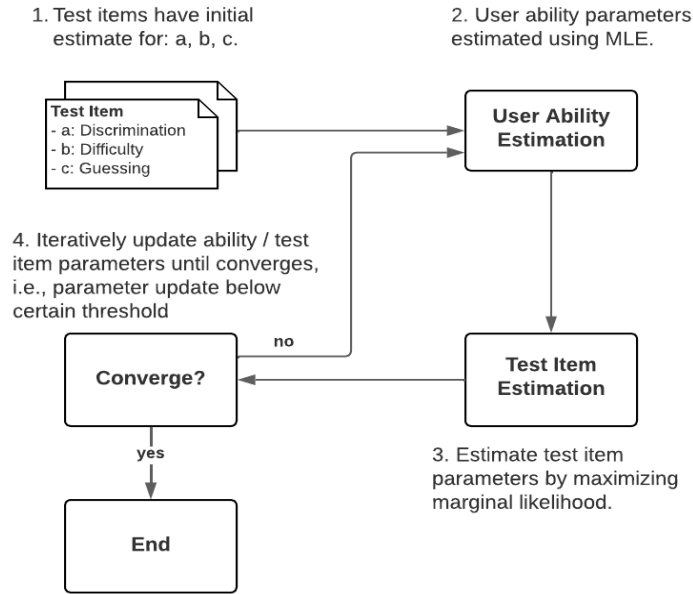 1. Test items have initial
estimate for: a, b, c.
2. User ability parameters
estimated using MLE.
Test Item
- a: Discrimination
- b: Difficulty
- c: Guessing
User Ability
Estimation
4. Iteratively update ability / test
item parameters until converges,
i.e., parameter update below
certain threshold
no
Converge?
Test Item
Estimation
yes
3. Estimate test item
parameters by maximizing
marginal likelihood.
End